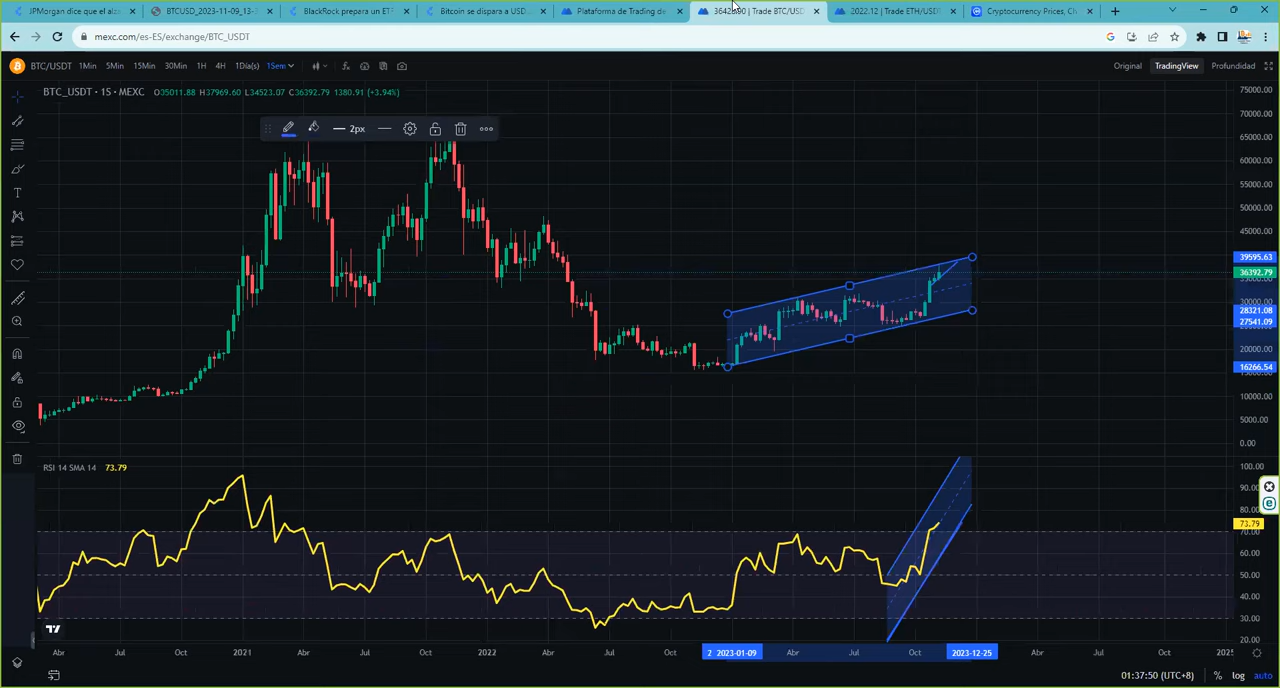 JPMorgan dice que el alza
BTCUSD_2023-11-09_13-
BlackRock prepara un ETF
Bitcoin se dispara a USD
Plataforma de Trading de
Trade BTC/USD
2022.12 | Trade ETH/USDT
Cryptocurrency Prices, Ch
mexc.com/es-ES/exchange/BTC_USDT
BTC/USDT 1Min 5Min 15Min 30Min 1H 4H 1Día(s) 1Sem
Original TradingView Profundidad
BTC_USDT · 1S · MEXC O35011.88 H37969.60 L34523.07 C36392.79 1380.91 (+3.94%)
2px
75000.00
70000.00
65000.00
60000.00
55000.00
50000.00
45000.00
39595.63
36392.79
30000.00
28321.08
27541.09
20000.00
16266.54
10000.00
5000.00
0.00
RSI 14 SMA 14 73.79
100.00
90.00
80.00
73.79
70.00
60.00
50.00
40.00
30.00
20.00
Abr Jul Oct 2021 Abr Jul Oct 2022 Abr Jul Oct 2 2023-01-09 Abr Jul Oct 2023-12-25 Abr Jul Oct 2025
01:37:50 (UTC+8) % log auto